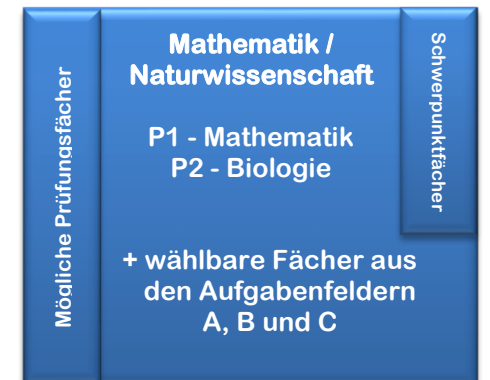 Mögliche Prüfungsfächer
Mathematik /
Naturwissenschaft
P1 - Mathematik
P2 - Biologie
+ wählbare Fächer aus
den Aufgabenfeldern
A, B und C
Schwerpunktfächer